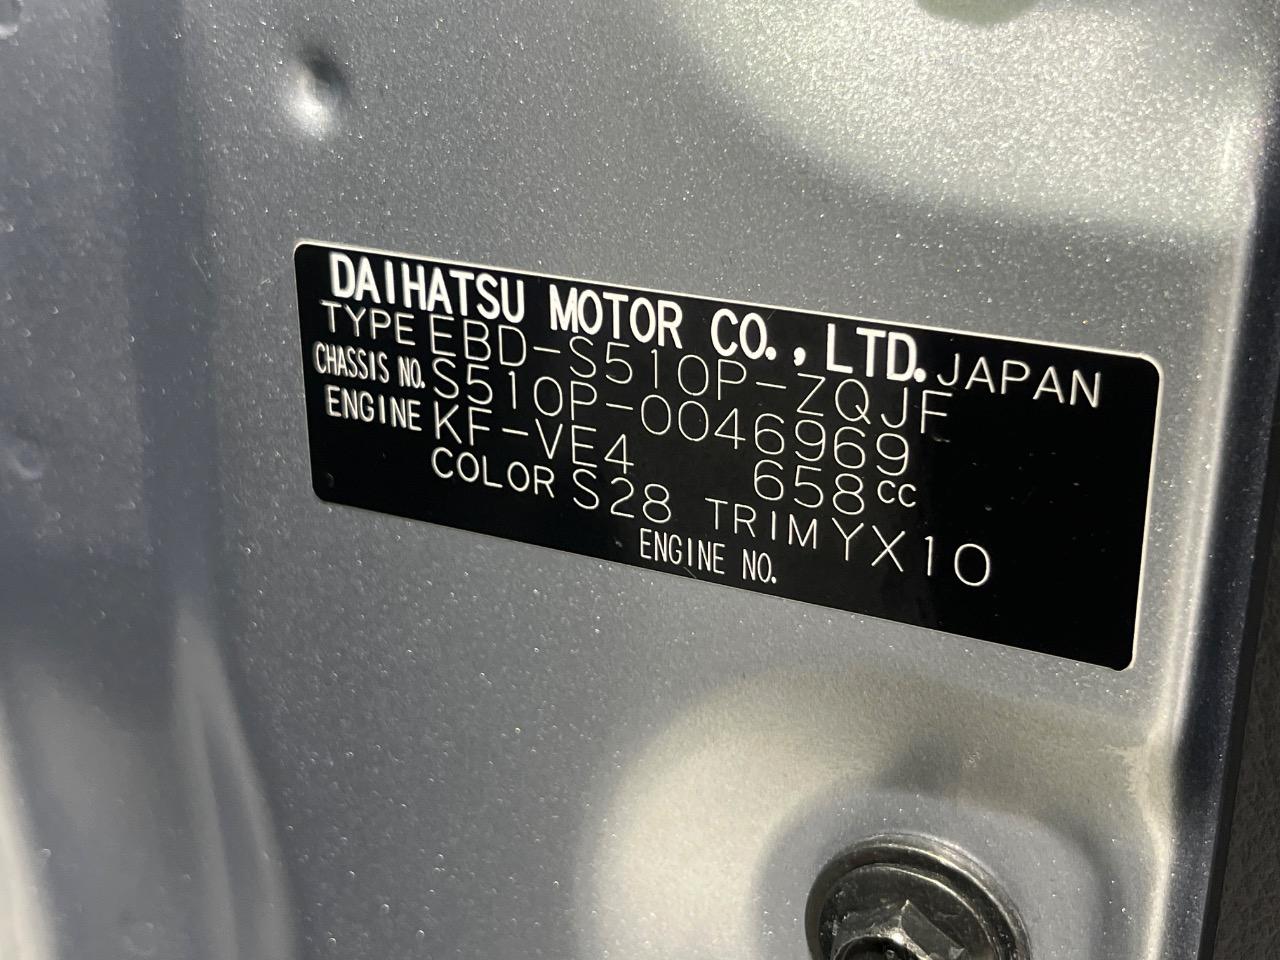 DAIHATSU MOTOR CO., LTD. JAPAN
TYPE EBD-S510P-ZQJF
CHASSIS NO. S510P-0046969
ENGINE KF-VE4 658cc
COLOR S28 TRIM YX10
ENGINE NO.